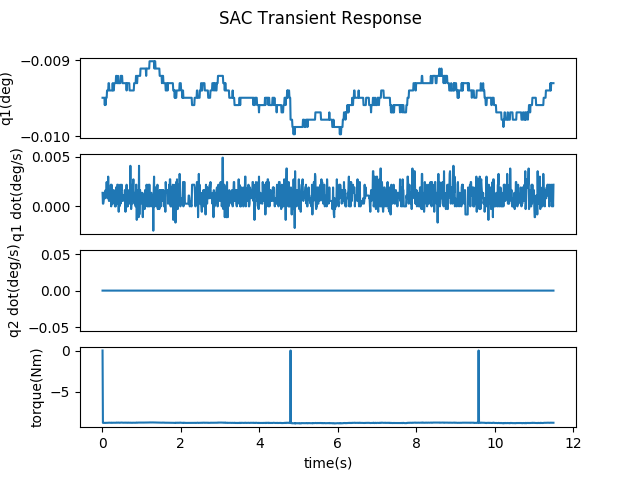 SAC Transient Response
−0.009
−0.010
q1(deg)
0.005
0.000
q1 dot(deg/s)
0.05
0.00
−0.05
q2 dot(deg/s)
0
−5
torque(Nm)
0 2 4 6 8 10 12
time(s)